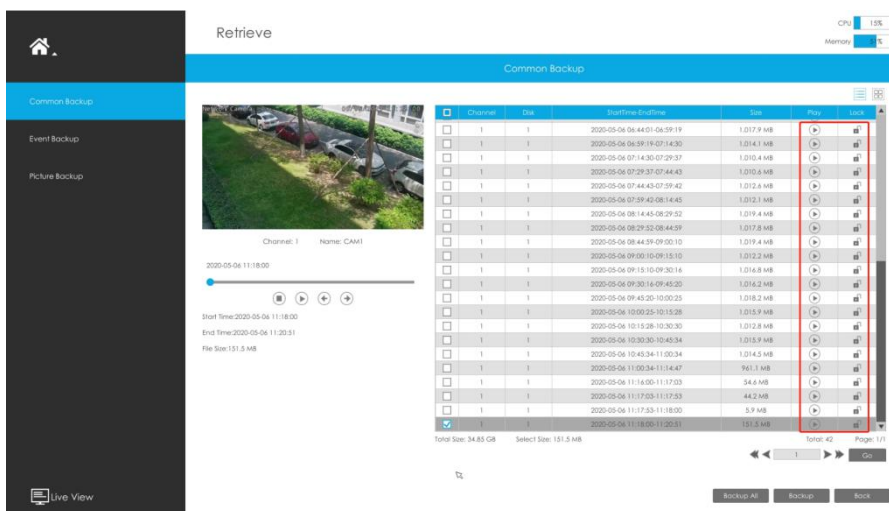 Retrieve
CPU 15%
Memory
Common Backup
Common Backup
Event Backup
Picture Backup
Channel Disk StartTime-EndTime Size Play Lock
1 1 2020-05-06 06:44:01-06:59:19 1,017.9 MB
1 1 2020-05-06 06:59:19-07:14:30 1,014.1 MB
1 1 2020-05-06 07:14:30-07:29:37 1,010.4 MB
1 1 2020-05-06 07:29:37-07:44:43 1,010.6 MB
1 1 2020-05-06 07:44:43-07:59:42 1,012.6 MB
1 1 2020-05-06 07:59:42-08:14:45 1,012.1 MB
1 1 2020-05-06 08:14:45-08:29:52 1,019.4 MB
1 1 2020-05-06 08:29:52-08:44:59 1,017.8 MB
1 1 2020-05-06 08:44:59-09:00:10 1,019.4 MB
1 1 2020-05-06 09:00:10-09:15:10 1,012.2 MB
1 1 2020-05-06 09:15:10-09:30:16 1,016.8 MB
1 1 2020-05-06 09:30:16-09:45:20 1,016.2 MB
1 1 2020-05-06 09:45:20-10:00:25 1,018.2 MB
1 1 2020-05-06 10:00:25-10:15:28 1,015.9 MB
1 1 2020-05-06 10:15:28-10:30:30 1,012.8 MB
1 1 2020-05-06 10:30:30-10:45:34 1,015.9 MB
1 1 2020-05-06 10:45:34-11:00:34 1,014.5 MB
1 1 2020-05-06 11:00:34-11:14:47 961.1 MB
1 1 2020-05-06 11:16:00-11:17:03 54.6 MB
1 1 2020-05-06 11:17:03-11:17:53 44.2 MB
1 1 2020-05-06 11:17:53-11:18:00 5.9 MB
1 1 2020-05-06 11:18:00-11:20:51 151.5 MB
Channel: 1 Name: CAM1
2020-05-06 11:18:00
Start Time:2020-05-06 11:18:00
End Time:2020-05-06 11:20:51
File Size:151.5 MB
Total Size: 34.85 GB Select Size: 151.5 MB Total: 42 Page: 1/1
1 Go
Backup All Backup Back
Live View